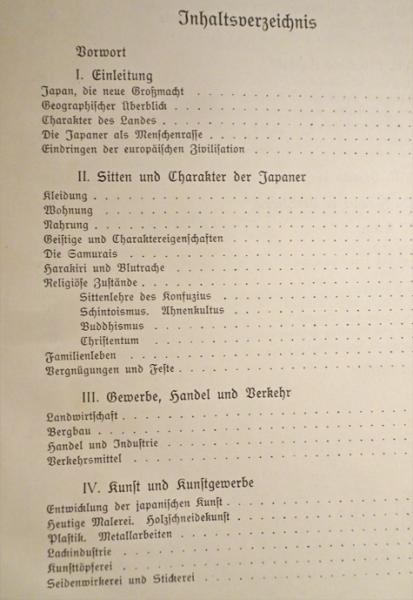 Inhaltsverzeichnis
Vorwort
I. Einleitung
Japan, die neue Großmacht
Geographischer Überblick
Charakter des Landes
Die Japaner als Menschenrasse
Eindringen der europäischen Zivilisation
II. Sitten und Charakter der Japaner
Kleidung
Wohnung
Nahrung
Geistige und Charaktereigenschaften
Die Samurais
Harakiri und Blutrache
Religiöse Zustände:
Sittenlehre des Konfuzius
Schintoismus. Ahnenkultus
Buddhismus
Christentum
Familienleben
Vergnügungen und Feste
III. Gewerbe, Handel und Verkehr
Landwirtschaft
Bergbau
Handel und Industrie
Verkehrsmittel
IV. Kunst und Kunstgewerbe
Entwicklung der japanischen Kunst
Heutige Malerei. Holzschneidekunst
Plastik. Metallarbeiten
Lackindustrie
Kunsttöpferei
Seidenwirkerei und Stickerei